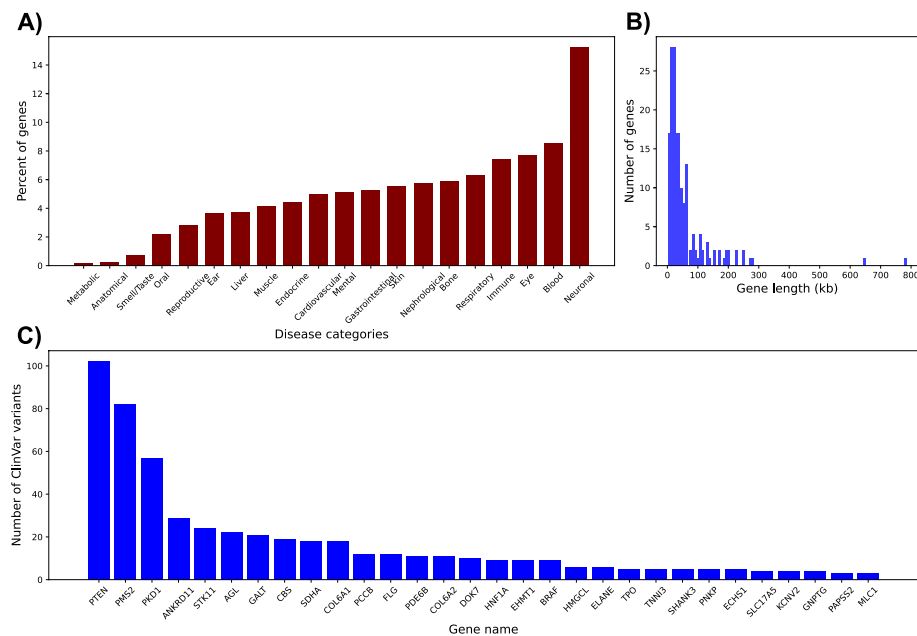 A)
Percent of genes
14
12
10
8
6
4
2
0
Metabolic
Anatomical
Smell/Taste
Oral
Reproductive
Ear
Liver
Muscle
Endocrine
Cardiovascular
Mental
Gastrointestinal
Skin
Nephrological
Bone
Respiratory
Immune
Eye
Blood
Neuronal
Disease categories
B)
Number of genes
25
20
15
10
5
0
0 100 200 300 400 500 600 700 800
Gene length (kb)
C)
Number of ClinVar variants
100
80
60
40
20
0
PTEN
PMS2
PKD1
ANKRD11
STK11
AGL
GALT
CBS
SDHA
COL6A1
PCCB
FLG
PDE6B
COL6A2
DOK7
HNF1A
EHMT1
BRAF
HMGCL
ELANE
TPO
TNNI3
SHANK3
PNKP
ECHS1
SLC17A5
KCNV2
GNPTG
PAPSS2
MLC1
Gene name